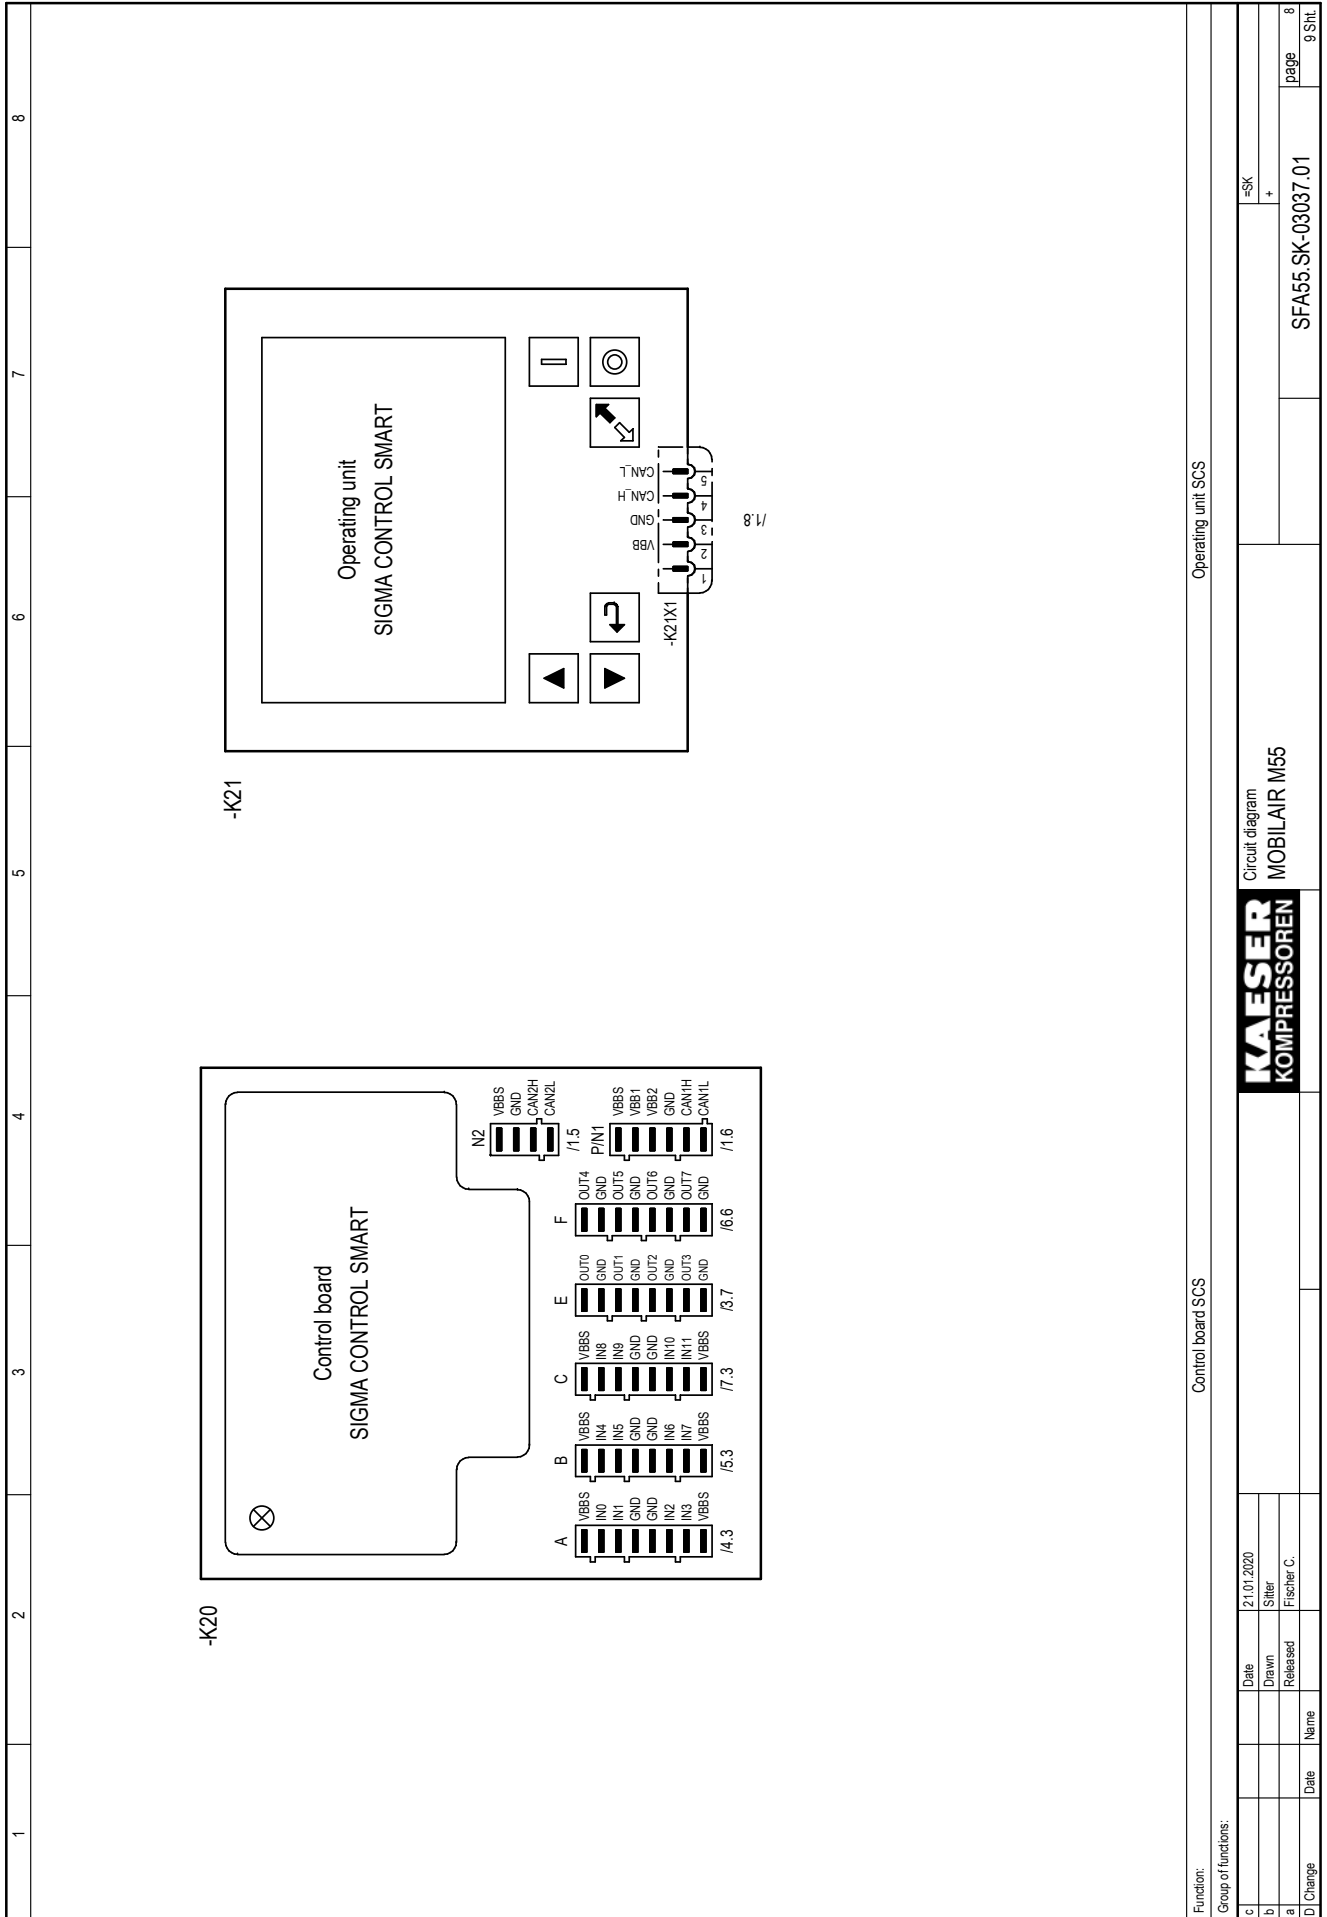 1
2
3
4
5
6
7
8
-K20
Control board
SIGMA CONTROL SMART
N2
VBBS
GND
CAN2H
CAN2L
/1.5
A
VBBS
IN0
IN1
GND
GND
IN2
IN3
VBBS
/4.3
B
VBBS
IN4
IN5
GND
GND
IN6
IN7
VBBS
/5.3
C
VBBS
IN8
IN9
GND
GND
IN10
IN11
VBBS
/7.3
E
OUT0
GND
OUT1
GND
OUT2
GND
OUT3
GND
/3.7
F
OUT4
GND
OUT5
GND
OUT6
GND
OUT7
GND
/6.6
P/N1
VBBS
VBB1
VBB2
GND
CAN1H
CAN1L
/1.6
-K21
Operating unit
SIGMA CONTROL SMART
-K21X1
VBB
GND
CAN_H
CAN_L
1
2
3
4
5
/1.8
Function:
Control board SCS
Operating unit SCS
Group of functions:
c
b
a
D
Change
Date
Name
Date
21.01.2020
Drawn
Sitter
Released
Fischer C.
KAESER
KOMPRESSOREN
Circuit diagram
MOBILAIR M55
=SK
+
SFA55.SK-03037.01
page
8
9 Sht.